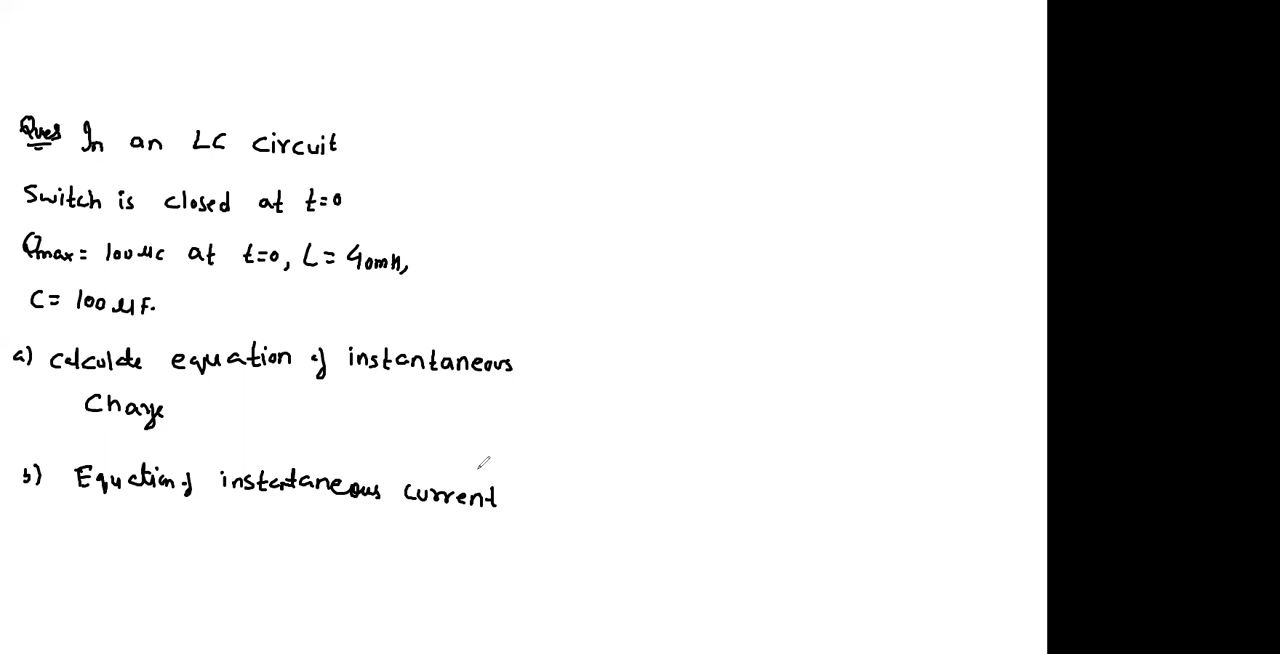 Ques In an LC circuit
Switch is closed at t=0
Qmax = 100 μc at t=0, L = 40mH,
C = 100 μF.
a) Calculate equation of instantaneous
Charge
b) Equation of instantaneous current